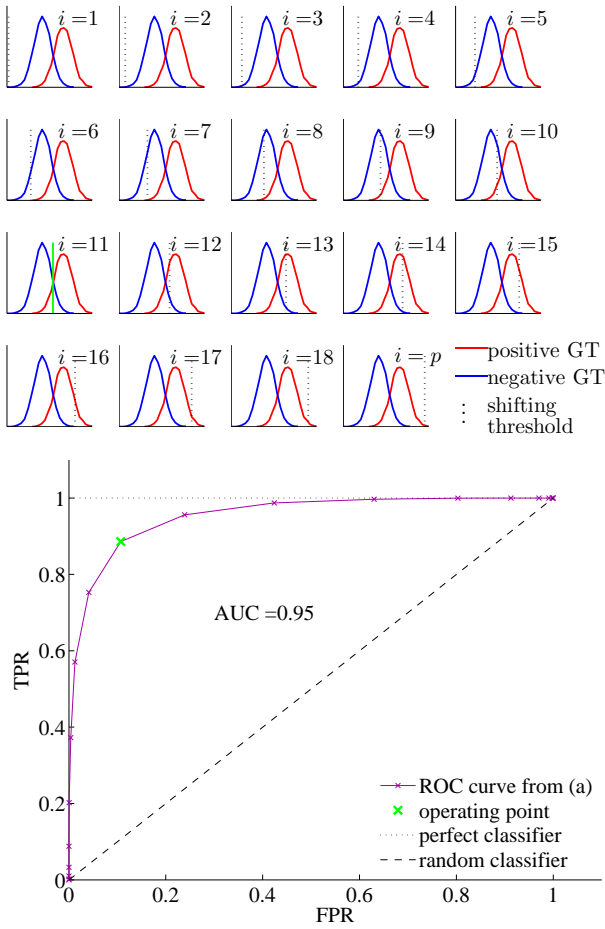 i=1
i=2
i=3
i=4
i=5
i=6
i=7
i=8
i=9
i=10
i=11
i=12
i=13
i=14
i=15
i=16
i=17
i=18
i= p
positive GT
negative GT
shifting
threshold
1
0.8
0.6
0.4
0.2
0
TPR
AUC =0.95
ROC curve from (a)
operating point
perfect classifier
random classifier
0
0.2
0.4
0.6
0.8
1
FPR